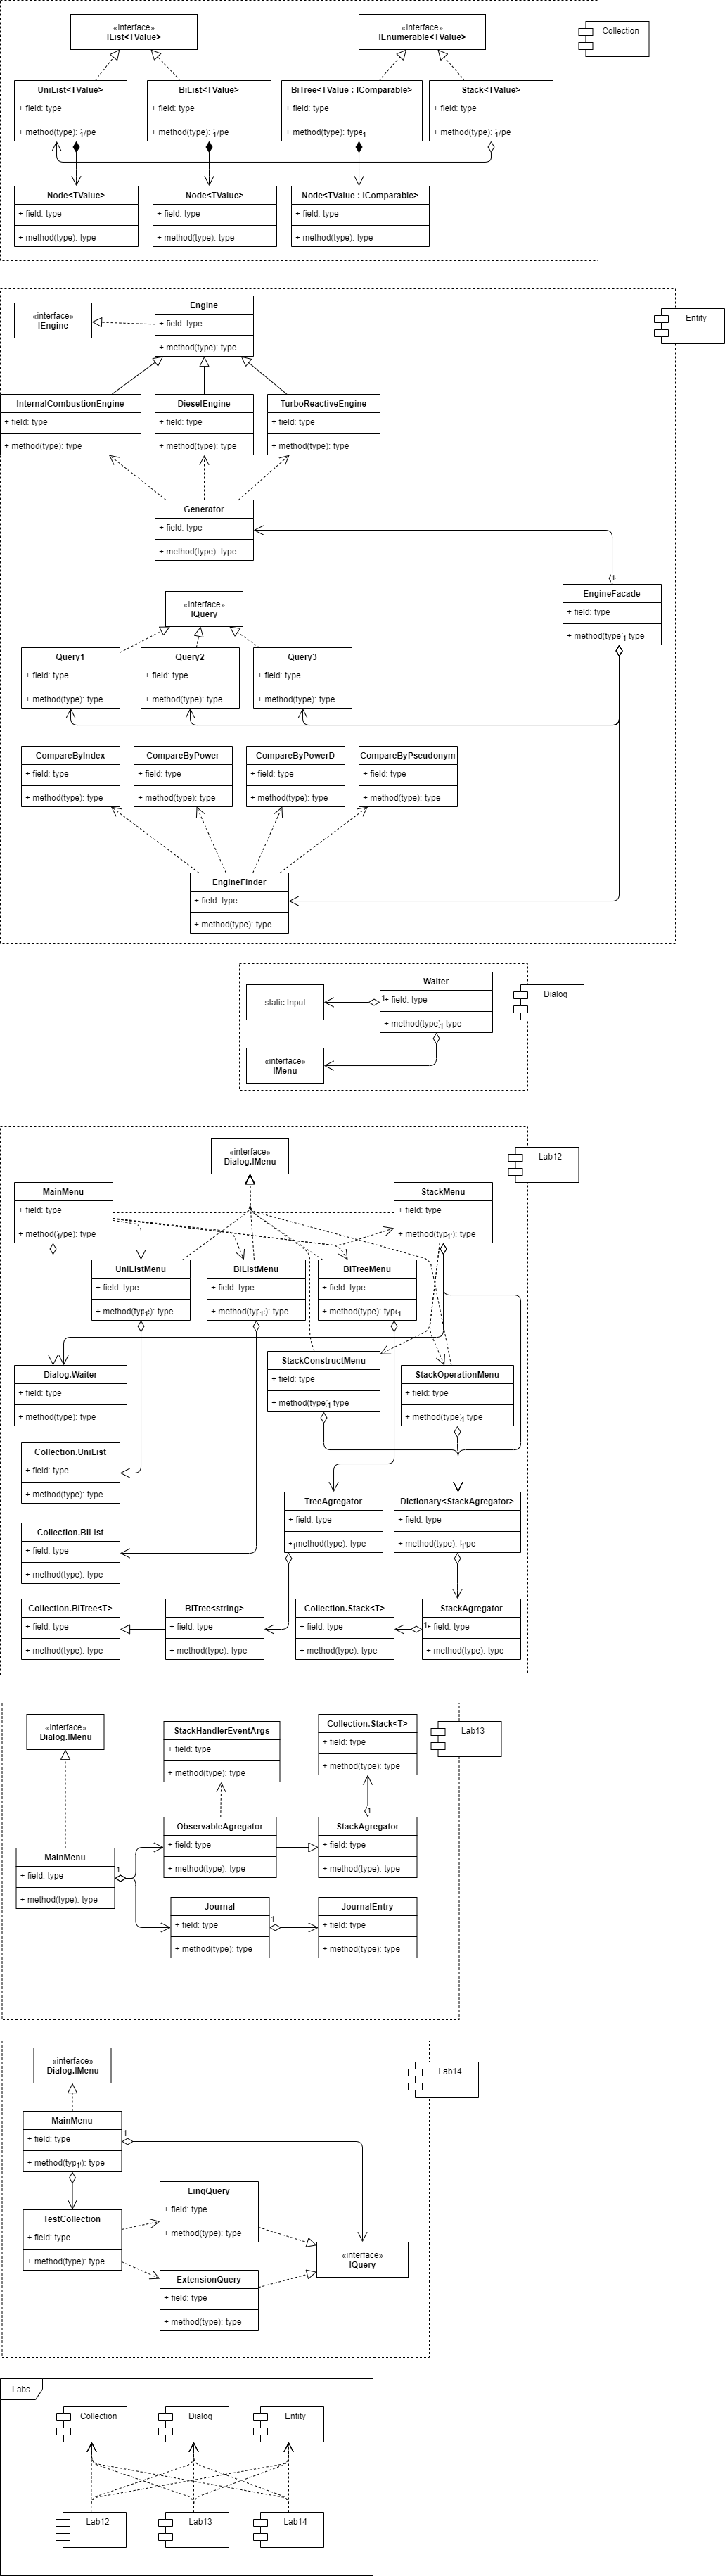 «interface»
IList<TValue>
«interface»
IEnumerable<TValue>
Collection
UniList<TValue>
+ field: type
+ method(type): type
1
BiList<TValue>
+ field: type
+ method(type): type
1
BiTree<TValue : IComparable>
+ field: type
+ method(type): type
1
Stack<TValue>
+ field: type
+ method(type): type
1
Node<TValue>
+ field: type
+ method(type): type
Node<TValue>
+ field: type
+ method(type): type
Node<TValue : IComparable>
+ field: type
+ method(type): type
«interface»
IEngine
Engine
+ field: type
+ method(type): type
Entity
InternalCombustionEngine
+ field: type
+ method(type): type
DieselEngine
+ field: type
+ method(type): type
TurboReactiveEngine
+ field: type
+ method(type): type
Generator
+ field: type
+ method(type): type
1
EngineFacade
+ field: type
+ method(type): type
1
«interface»
IQuery
Query1
+ field: type
+ method(type): type
Query2
+ field: type
+ method(type): type
Query3
+ field: type
+ method(type): type
CompareByIndex
+ field: type
+ method(type): type
CompareByPower
+ field: type
+ method(type): type
CompareByPowerD
+ field: type
+ method(type): type
CompareByPseudonym
+ field: type
+ method(type): type
EngineFinder
+ field: type
+ method(type): type
static Input
Waiter
1
+ field: type
+ method(type): type
1
Dialog
«interface»
IMenu
«interface»
Dialog.IMenu
Lab12
MainMenu
+ field: type
+ method(type): type
1
StackMenu
+ field: type
+ method(type): type
1
UniListMenu
+ field: type
+ method(type): type
1
BiListMenu
+ field: type
+ method(type): type
1
BiTreeMenu
+ field: type
+ method(type): type
1
Dialog.Waiter
+ field: type
+ method(type): type
StackConstructMenu
+ field: type
+ method(type): type
1
StackOperationMenu
+ field: type
+ method(type): type
1
Collection.UniList
+ field: type
+ method(type): type
TreeAgregator
+ field: type
+ method(type): type
1
Dictionary<StackAgregator>
+ field: type
+ method(type): type
1
Collection.BiList
+ field: type
+ method(type): type
Collection.BiTree<T>
+ field: type
+ method(type): type
BiTree<string>
+ field: type
+ method(type): type
Collection.Stack<T>
+ field: type
+ method(type): type
StackAgregator
1
+ field: type
+ method(type): type
«interface»
Dialog.IMenu
StackHandlerEventArgs
+ field: type
+ method(type): type
Collection.Stack<T>
+ field: type
+ method(type): type
Lab13
1
MainMenu
+ field: type
+ method(type): type
1
ObservableAgregator
+ field: type
+ method(type): type
StackAgregator
+ field: type
+ method(type): type
Journal
+ field: type
+ method(type): type
1
JournalEntry
+ field: type
+ method(type): type
«interface»
Dialog.IMenu
Lab14
MainMenu
+ field: type
+ method(type): type
1
1
TestCollection
+ field: type
+ method(type): type
LinqQuery
+ field: type
+ method(type): type
«interface»
IQuery
ExtensionQuery
+ field: type
+ method(type): type
Labs
Collection
Dialog
Entity
Lab12
Lab13
Lab14